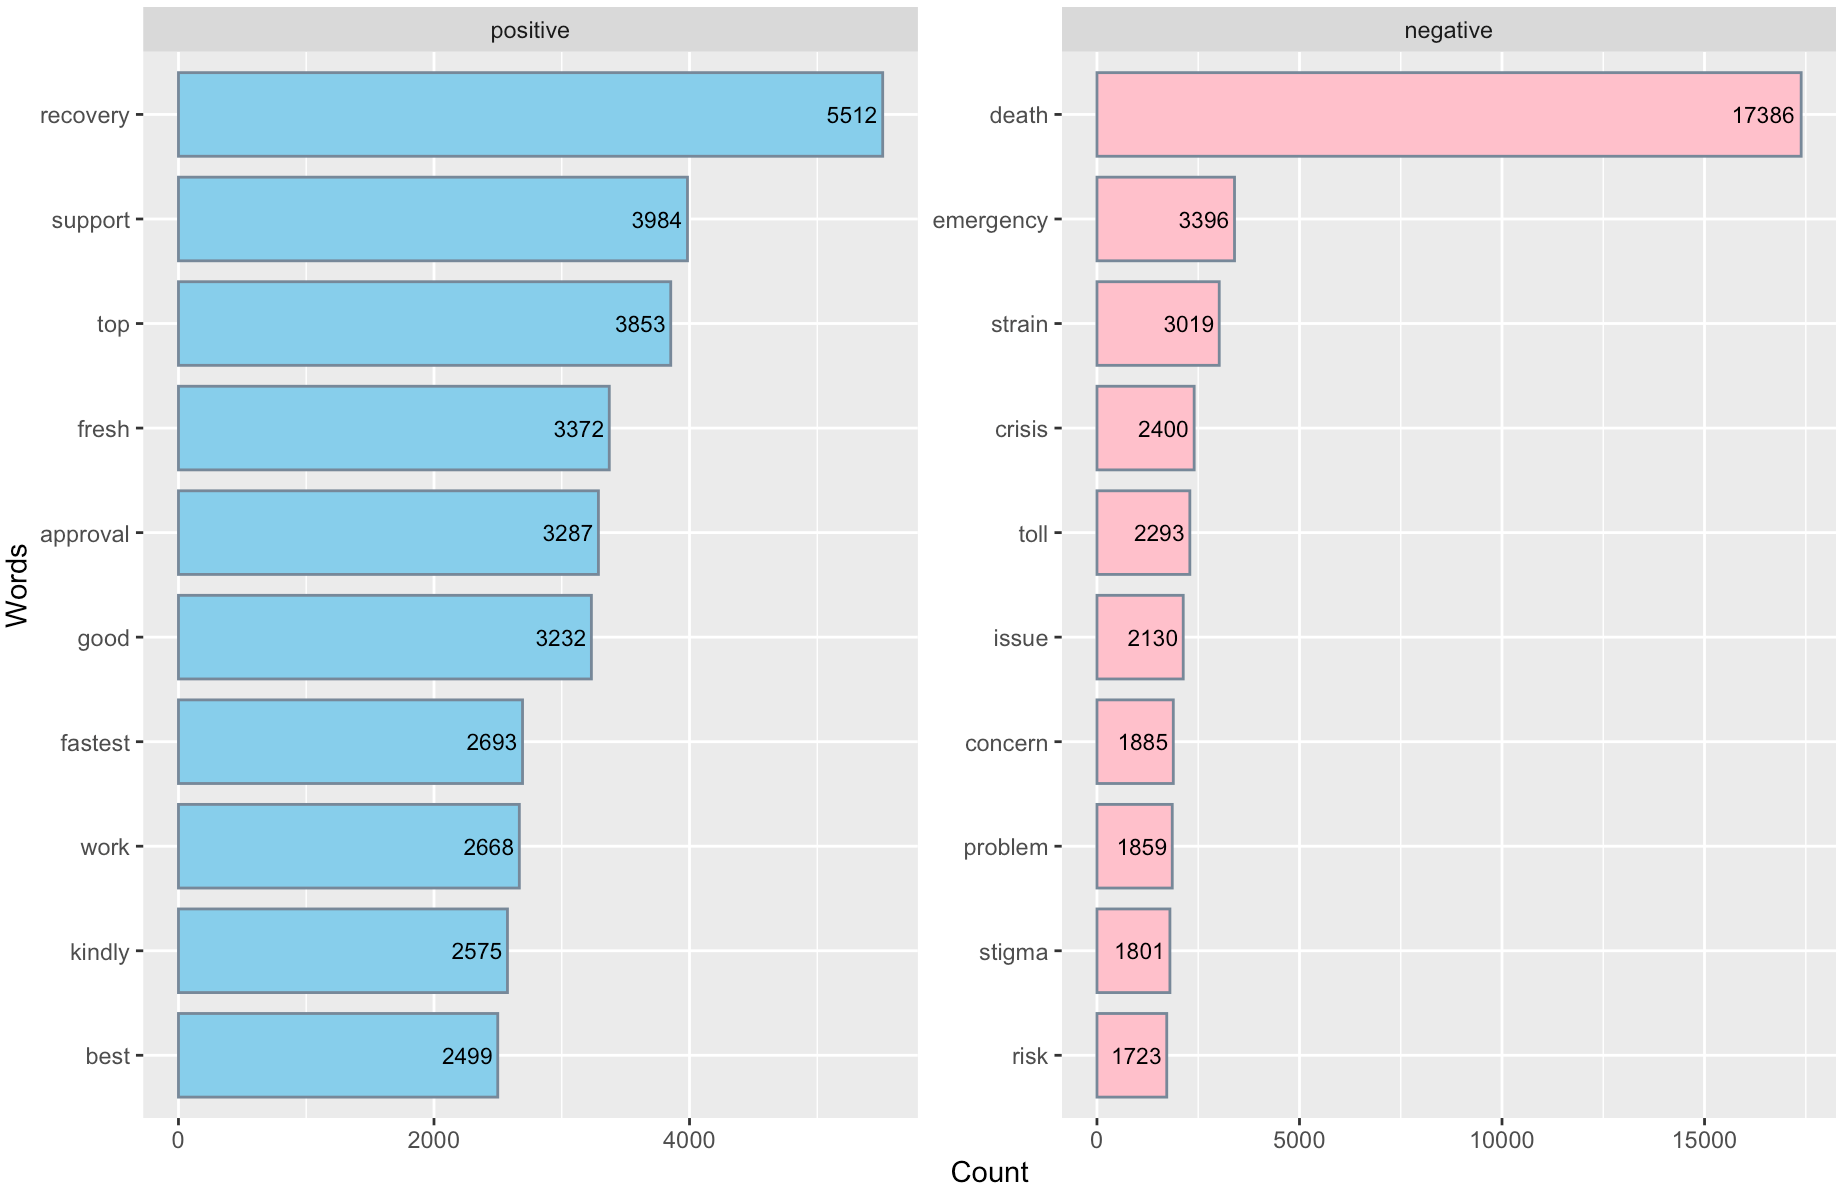 positive
negative
Words
recovery 5512
support 3984
top 3853
fresh 3372
approval 3287
good 3232
fastest 2693
work 2668
kindly 2575
best 2499
0 2000 4000
death 17386
emergency 3396
strain 3019
crisis 2400
toll 2293
issue 2130
concern 1885
problem 1859
stigma 1801
risk 1723
0 5000 10000 15000
Count